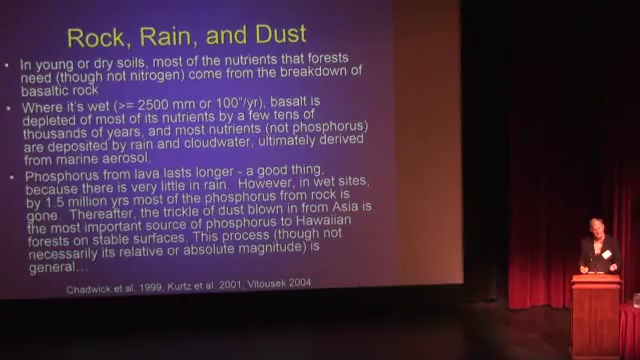 Rock, Rain, and Dust
• In young or dry soils, most of the nutrients that forests
need (though not nitrogen) come from the breakdown of
basaltic rock
• Where it's wet (>= 2500 mm or 100"/yr), basalt is
depleted of most of its nutrients by a few tens of
thousands of years, and most nutrients (not phosphorus)
are deposited by rain and cloudwater, ultimately derived
from marine aerosol.
• Phosphorus from lava lasts longer - a good thing,
because there is very little in rain. However, in wet sites,
by 1.5 million yrs most of the phosphorus from rock is
gone. Thereafter, the trickle of dust blown in from Asia is
the most important source of phosphorus to Hawaiian
forests on stable surfaces. This process (though not
necessarily its relative or absolute magnitude) is
general...
Chadwick et al. 1999, Kurtz et al. 2001, Vitousek 2004